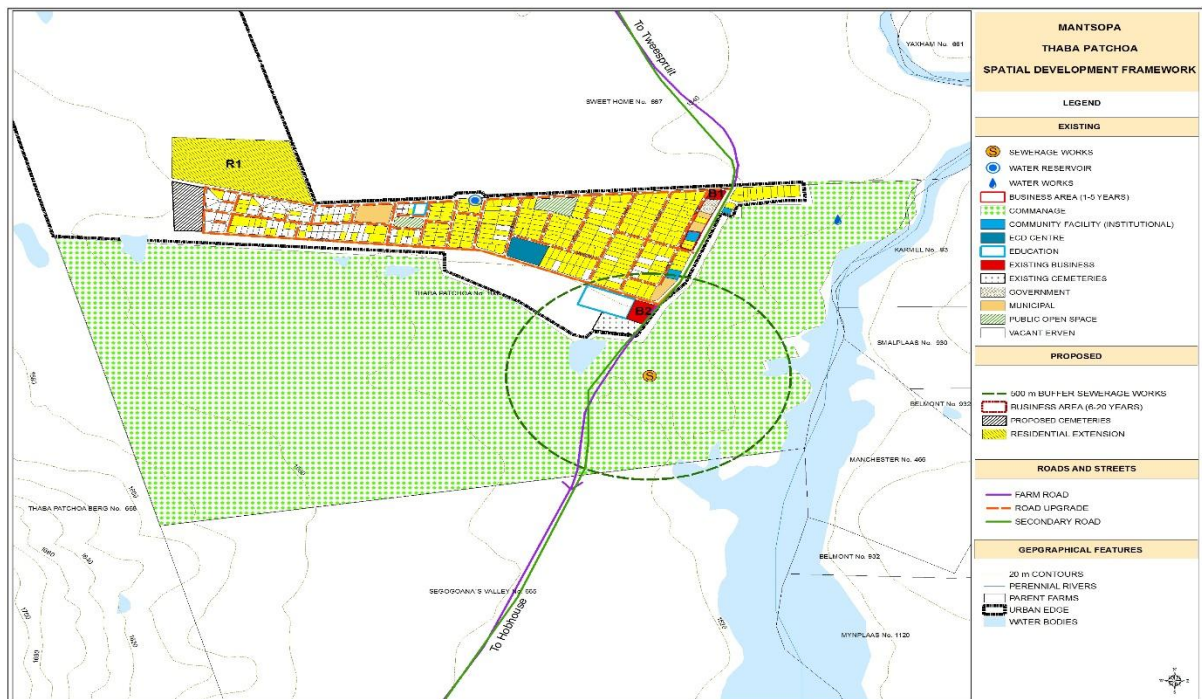 MANTSOPA
THABA PATCHOA
SPATIAL DEVELOPMENT FRAMEWORK
LEGEND
EXISTING
S SEWERAGE WORKS
WATER RESERVOIR
WATER WORKS
BUSINESS AREA (1-5 YEARS)
COMMANAGE
COMMUNITY FACILITY (INSTITUTIONAL)
ECD CENTRE
EDUCATION
EXISTING BUSINESS
EXISTING CEMETERIES
GOVERNMENT
MUNICIPAL
PUBLIC OPEN SPACE
VACANT ERVEN
PROPOSED
500 m BUFFER SEWERAGE WORKS
BUSINESS AREA (6-20 YEARS)
PROPOSED CEMETERIES
RESIDENTIAL EXTENSION
ROADS AND STREETS
FARM ROAD
ROAD UPGRADE
SECONDARY ROAD
GEPGRAPHICAL FEATURES
20 m CONTOURS
PERENNIAL RIVERS
PARENT FARMS
URBAN EDGE
WATER BODIES
To Tweespruit
YAXHAM No. 681
SWEET HOME No. 667
R1
B1
KARMEL No. 93
THABA PATCHOA No.
B2
SMALPLAAS No. 930
S
BELMONT No. 932
MANCHESTER No. 466
THABA PATCHOA BERG No. 668
BELMONT No. 932
SEGOGOANA'S VALLEY No. 665
To Hobhouse
MYNPLAAS No. 1120